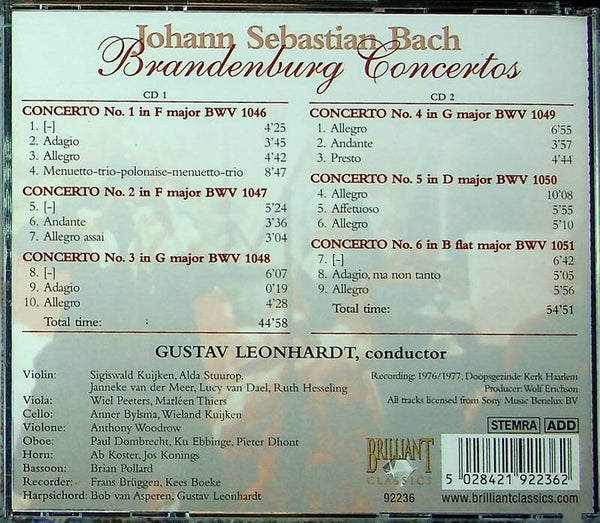 Johann Sebastian Bach
Brandenburg Concertos
CD 1
CONCERTO No. 1 in F major BWV 1046
1. [-] 4'25
2. Adagio 3'45
3. Allegro 4'42
4. Menuetto-trio-polonaise-menuetto-trio 8'47
CONCERTO No. 2 in F major BWV 1047
5. [-] 5'24
6. Andante 3'36
7. Allegro assai 3'04
CONCERTO No. 3 in G major BWV 1048
8. [-] 6'07
9. Adagio 0'19
10. Allegro 4'28
Total time: 44'58
CD 2
CONCERTO No. 4 in G major BWV 1049
1. Allegro 6'55
2. Andante 3'57
3. Presto 4'44
CONCERTO No. 5 in D major BWV 1050
4. Allegro 10'08
5. Affetuoso 5'55
6. Allegro 5'10
CONCERTO No. 6 in B flat major BWV 1051
7. [-] 6'42
8. Adagio, ma non tanto 5'05
9. Allegro 5'56
Total time: 54'51
GUSTAV LEONHARDT, conductor
Violin: Sigiswald Kuijken, Alda Stuurop,
Janneke van der Meer, Lucy van Dael, Ruth Hesseling
Viola: Wiel Peeters, Marléen Thiers
Cello: Anner Bylsma, Wieland Kuijken
Violone: Anthony Woodrow
Oboe: Paul Dombrecht, Ku Ebbinge, Pieter Dhont
Horn: Ab Koster, Jos Konings
Bassoon: Brian Pollard
Recorder: Frans Brüggen, Kees Boeke
Harpsichord: Bob van Asperen, Gustav Leonhardt
Recording: 1976/1977, Doopsgezinde Kerk Haarlem
Producer: Wolf Erichson
All tracks licensed from Sony Music Benelux BV
STEMRA ADD
BRILLIANT
CLASSICS
92236
5 028421 922362
www.brilliantclassics.com